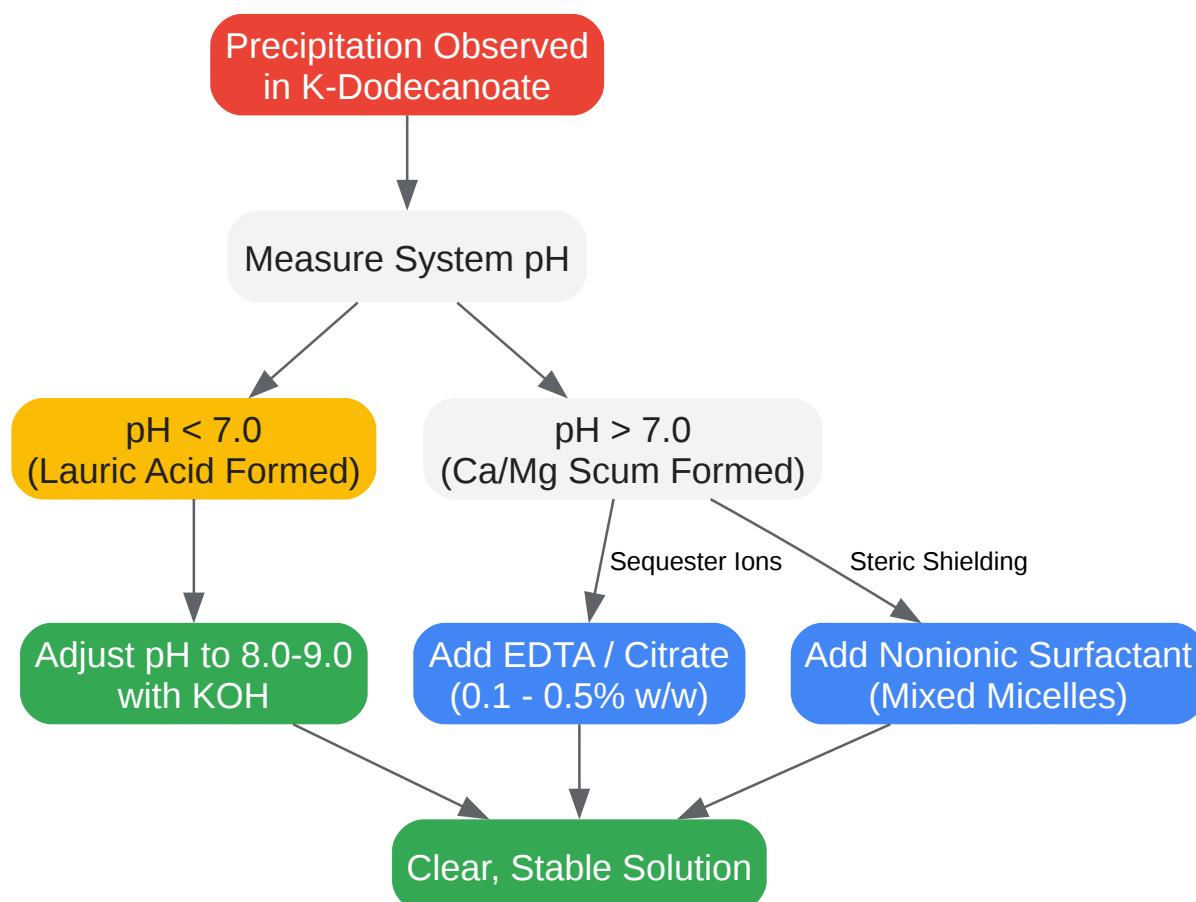 Precipitation Observed
in K-Dodecanoate
Measure System pH
pH < 7.0
(Lauric Acid Formed)
pH > 7.0
(Ca/Mg Scum Formed)
Sequester Ions
Steric Shielding
Adjust pH to 8.0-9.0
with KOH
Add EDTA / Citrate
(0.1 - 0.5% w/w)
Add Nonionic Surfactant
(Mixed Micelles)
Clear, Stable Solution